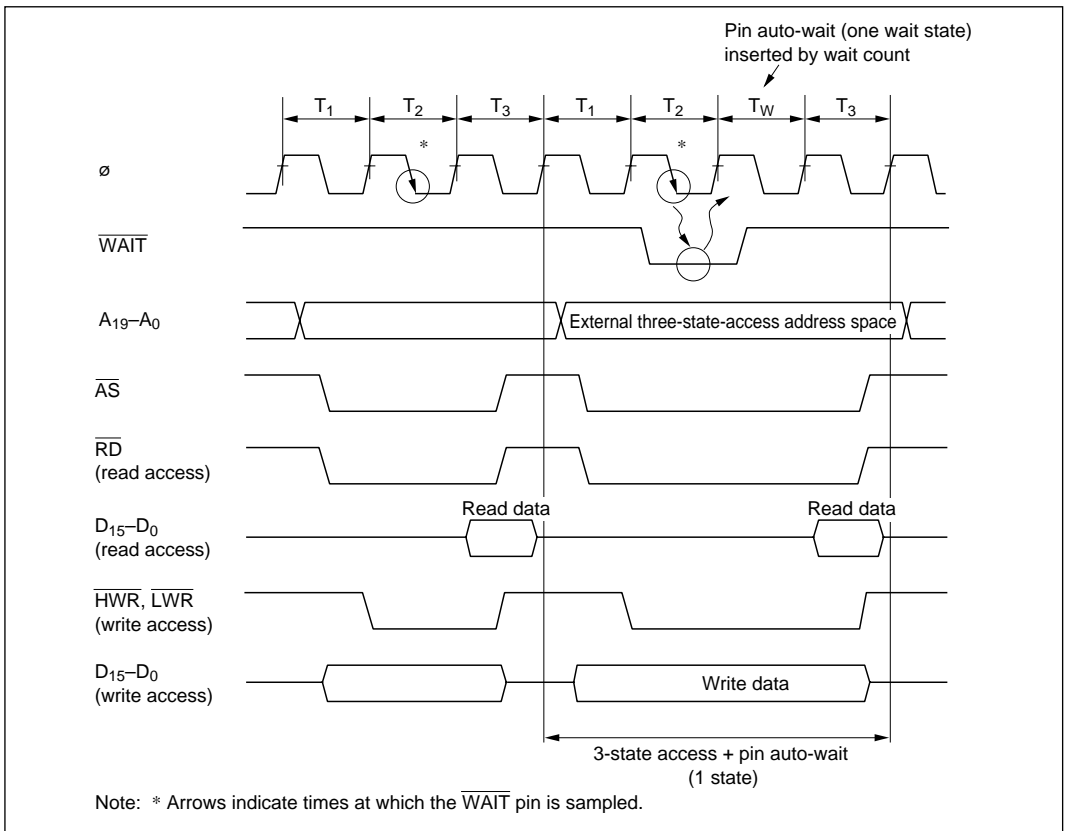 Pin auto-wait (one wait state)
inserted by wait count
T1 T2 T3 T1 T2 TW T3
* *
ø
WAIT
A19–A0 External three-state-access address space
AS
RD
(read access)
Read data Read data
D15–D0
(read access)
HWR, LWR
(write access)
D15–D0
(write access)
Write data
3-state access + pin auto-wait
(1 state)
Note: * Arrows indicate times at which the WAIT pin is sampled.